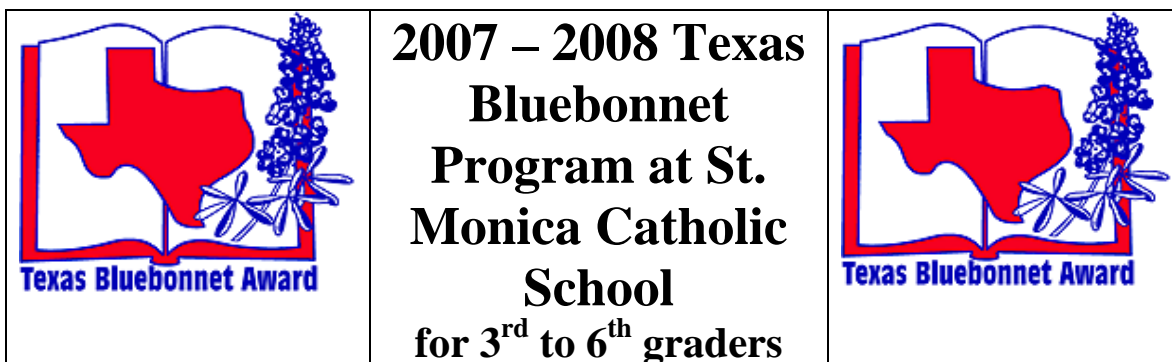 Texas Bluebonnet Award
2007 – 2008 Texas
Bluebonnet
Program at St.
Monica Catholic
School
for 3rd to 6th graders
Texas Bluebonnet Award